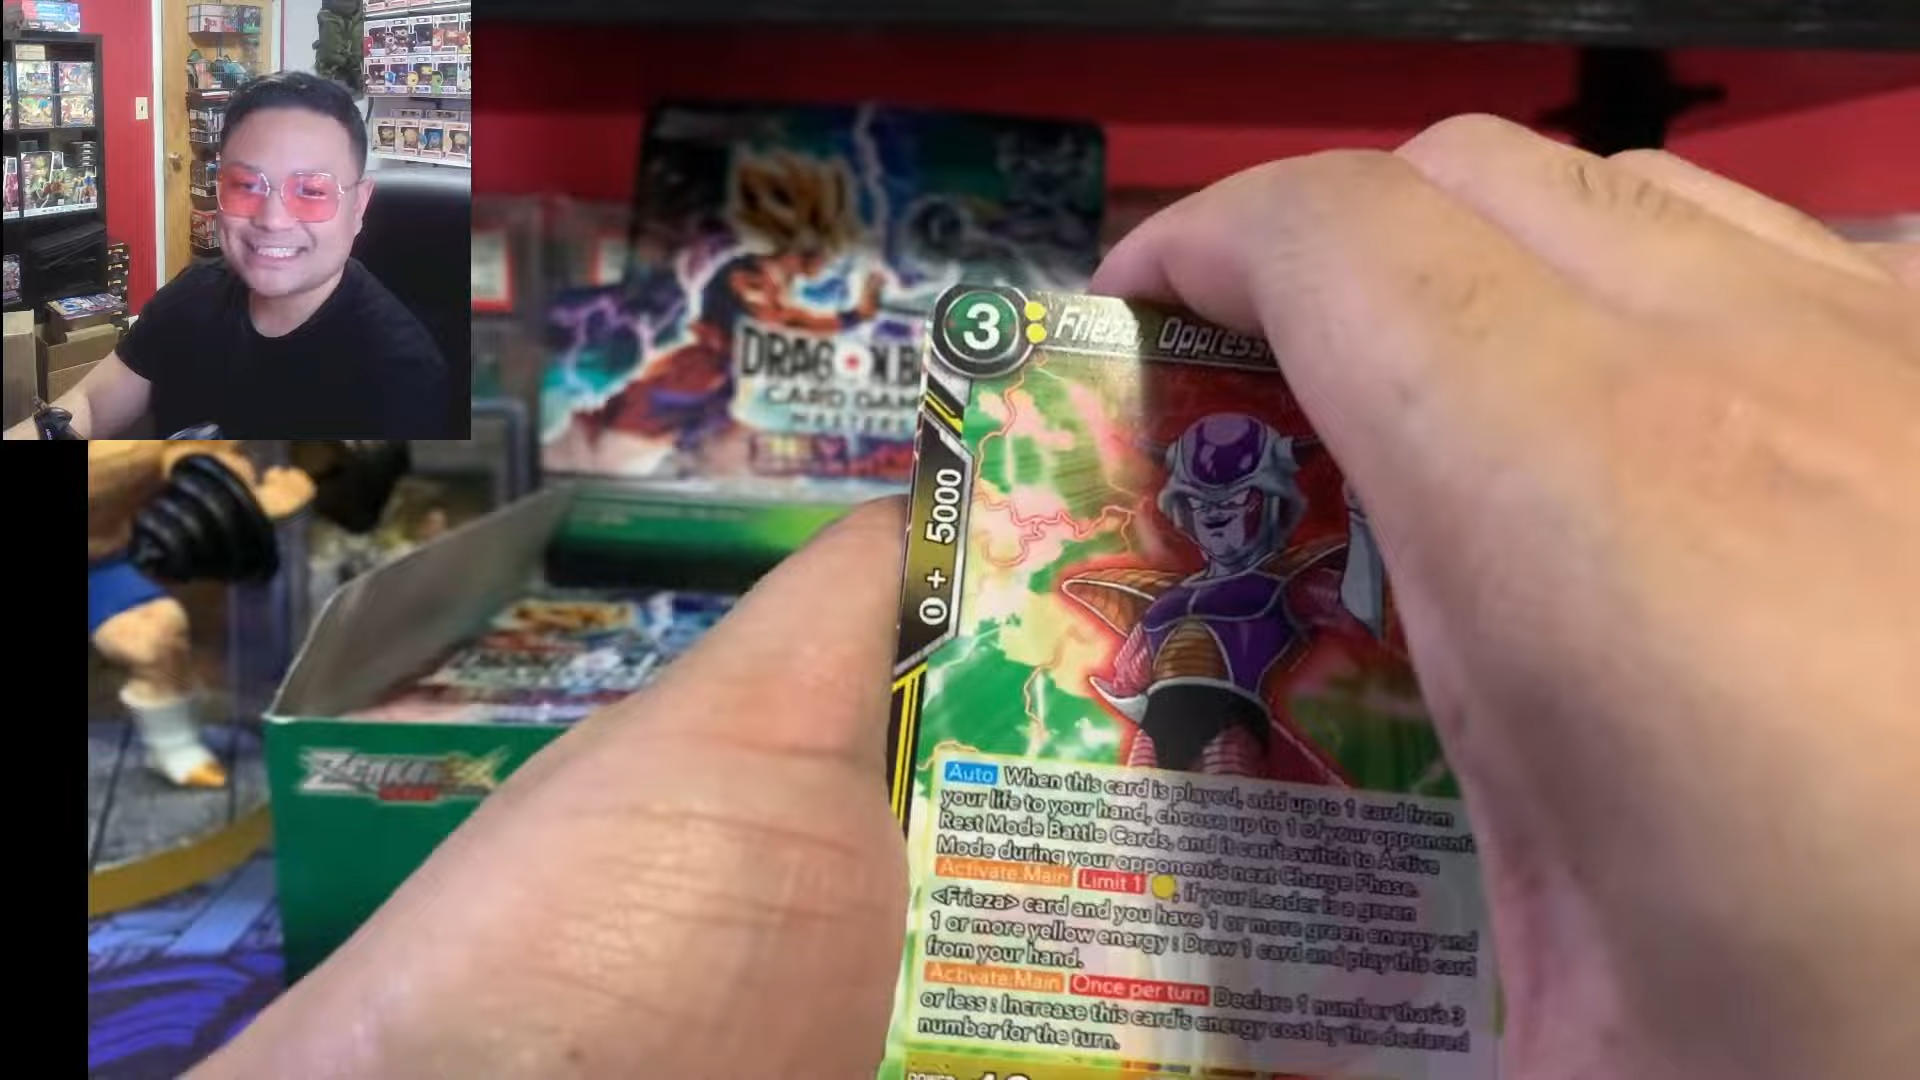 DRAG N B
CARD GAM
MASTERS
ZENKAI
3 Frieza, Oppress
0+ 5000
Auto When this card is played, add up to 1 card from
your life to your hand, choose up to 1 of your opponent'
Rest Mode Battle Cards, and it can't switch to Active
Mode during your opponent's next Charge Phase.
Activate:Main Limit 1 , if your Leader is a green
<Frieza> card and you have 1 or more green energy and
1 or more yellow energy : Draw 1 card and play this card
from your hand.
Activate:Main Once per turn Declare 1 number that's 3
or less : Increase this card's energy cost by the declared
number for the turn.